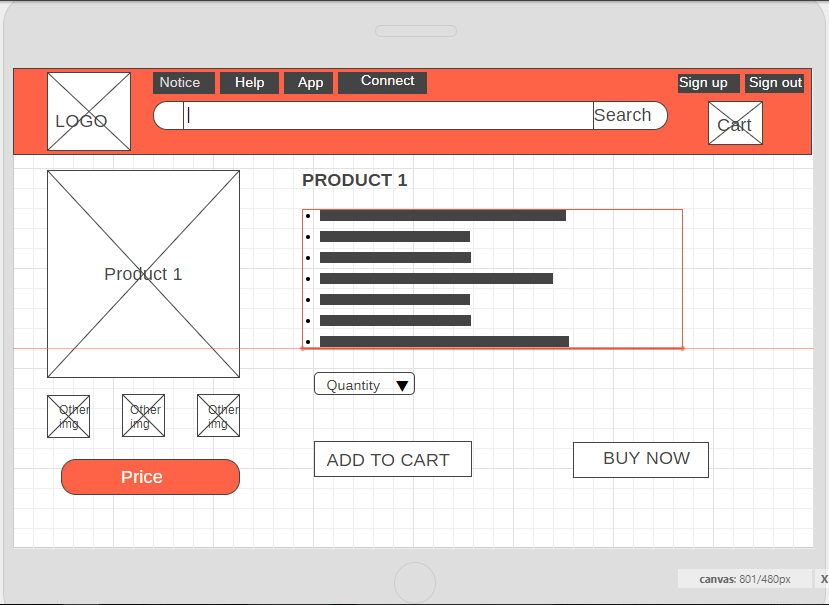 Notice Help App Connect Sign up Sign out
LOGO
Search
Cart
PRODUCT 1
Product 1
Quantity
Other
img
Other
img
Other
img
ADD TO CART
BUY NOW
Price
canvas: 801/480px X